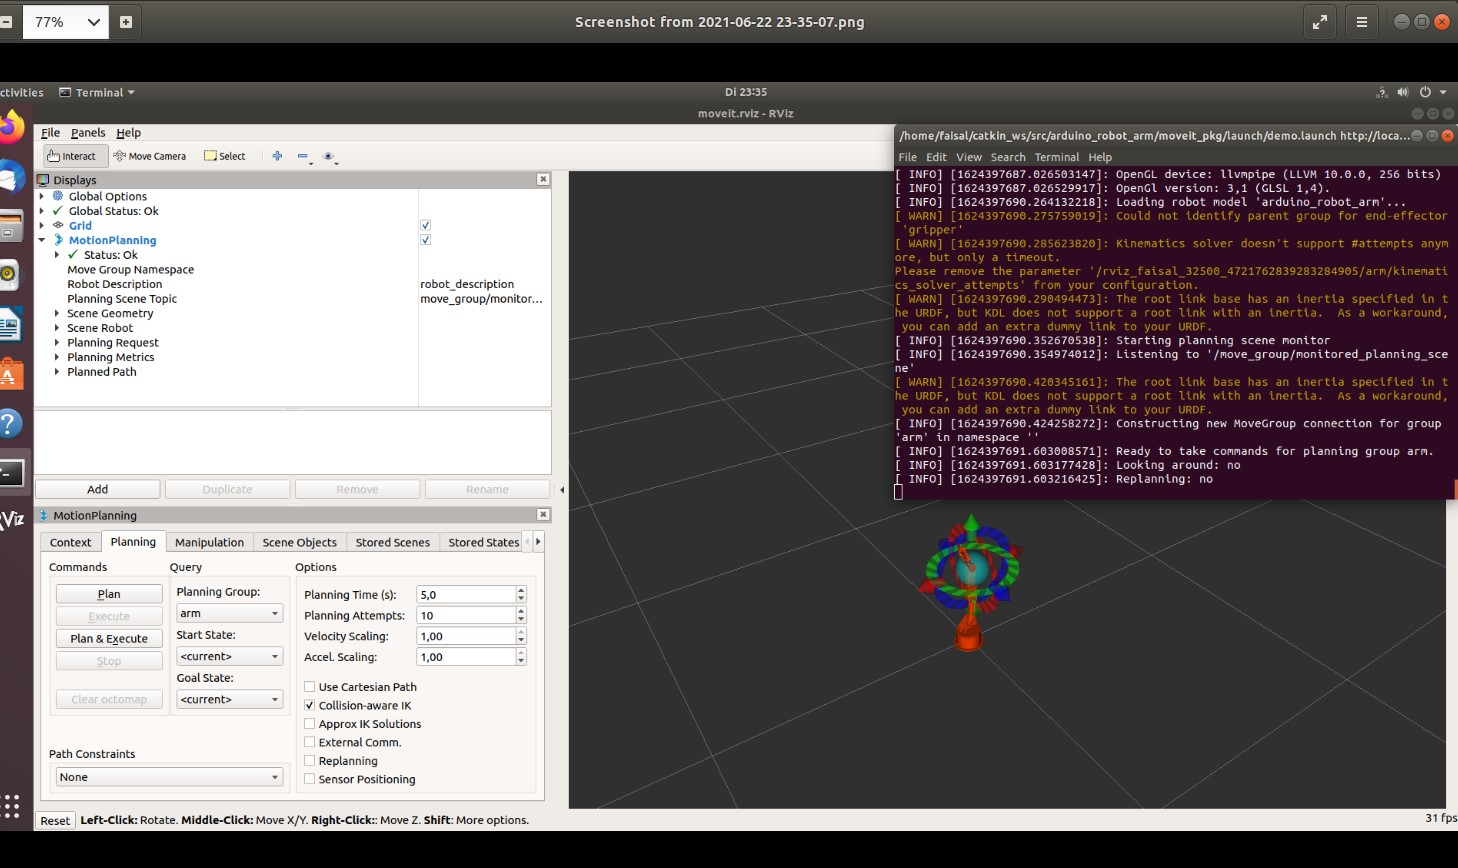 77%
Screenshot from 2021-06-22 23-35-07.png
ctivities
Terminal
Di 23:35
moveit.rviz - RViz
File Panels Help
Interact
Move Camera
Select
Displays
Global Options
Global Status: Ok
Grid
MotionPlanning
Status: Ok
Move Group Namespace
Robot Description
robot_description
Planning Scene Topic
move_group/monitor...
Scene Geometry
Scene Robot
Planning Request
Planning Metrics
Planned Path
Add
Duplicate
Remove
Rename
MotionPlanning
Context
Planning
Manipulation
Scene Objects
Stored Scenes
Stored States
Commands
Plan
Execute
Plan & Execute
Stop
Clear octomap
Query
Planning Group:
arm
Start State:
<current>
Goal State:
<current>
Options
Planning Time (s): 5,0
Planning Attempts: 10
Velocity Scaling: 1,00
Accel. Scaling: 1,00
Use Cartesian Path
Collision-aware IK
Approx IK Solutions
External Comm.
Replanning
Sensor Positioning
Path Constraints
None
Reset
Left-Click: Rotate. Middle-Click: Move X/Y. Right-Click:: Move Z. Shift: More options.
31 fps
RViz
/home/faisal/catkin_ws/src/arduino_robot_arm/moveit_pkg/launch/demo.launch http://loca...
File Edit View Search Terminal Help
[ INFO] [1624397687.026503147]: OpenGL device: llvmpipe (LLVM 10.0.0, 256 bits)
[ INFO] [1624397687.026529917]: OpenGl version: 3,1 (GLSL 1,4).
[ INFO] [1624397690.264132218]: Loading robot model 'arduino_robot_arm'...
[ WARN] [1624397690.275759019]: Could not identify parent group for end-effector
'gripper'
[ WARN] [1624397690.285623820]: Kinematics solver doesn't support #attempts anym
ore, but only a timeout.
Please remove the parameter '/rviz_faisal_32500_4721762839283284905/arm/kinemati
cs_solver_attempts' from your configuration.
[ WARN] [1624397690.290494473]: The root link base has an inertia specified in t
he URDF, but KDL does not support a root link with an inertia.  As a workaround,
you can add an extra dummy link to your URDF.
[ INFO] [1624397690.352670538]: Starting planning scene monitor
[ INFO] [1624397690.354974012]: Listening to '/move_group/monitored_planning_sce
ne'
[ WARN] [1624397690.420345161]: The root link base has an inertia specified in t
he URDF, but KDL does not support a root link with an inertia.  As a workaround,
you can add an extra dummy link to your URDF.
[ INFO] [1624397690.424258272]: Constructing new MoveGroup connection for group
'arm' in namespace ''
[ INFO] [1624397691.603008571]: Ready to take commands for planning group arm.
[ INFO] [1624397691.603177428]: Looking around: no
[ INFO] [1624397691.603216425]: Replanning: no